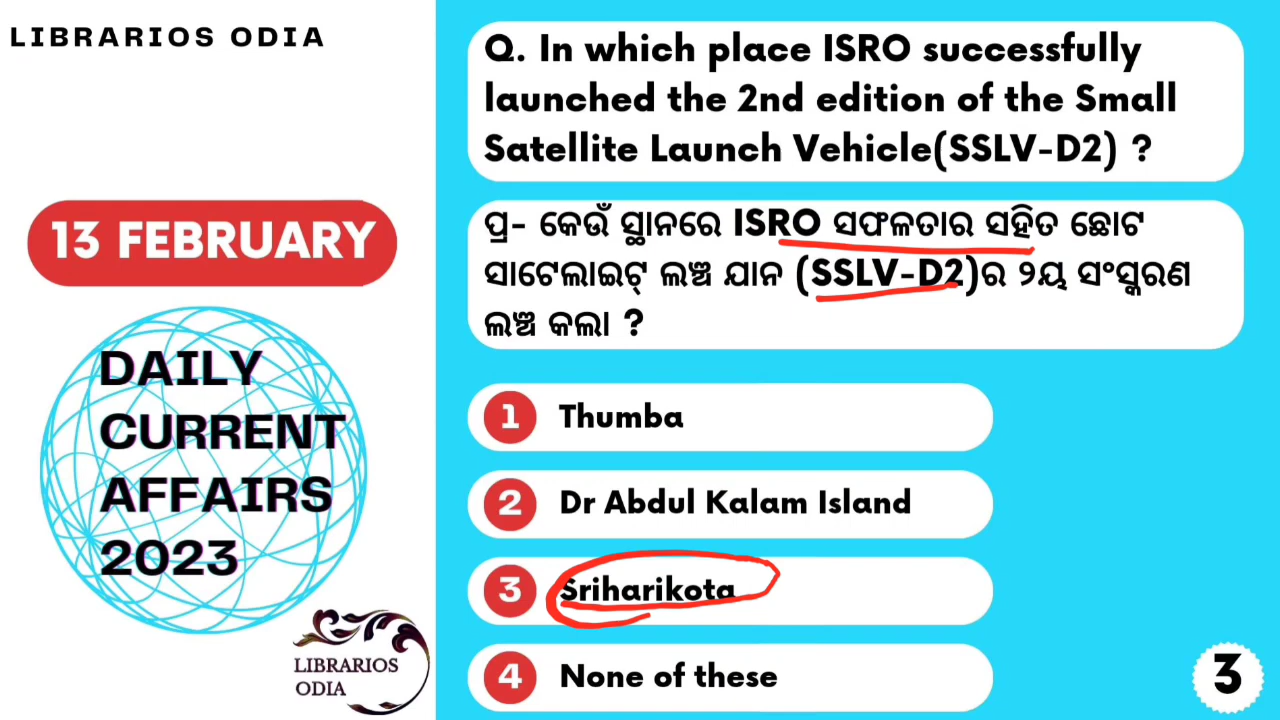 LIBRARIOS ODIA
13 FEBRUARY
DAILY
CURRENT
AFFAIRS
2023
LIBRARIOS
ODIA
Q. In which place ISRO successfully
launched the 2nd edition of the Small
Satellite Launch Vehicle(SSLV-D2) ?
ପ୍ର- କେଉଁ ସ୍ଥାନରେ ISRO ସଫଳତାର ସହିତ ଛୋଟ
ସାଟେଲାଇଟ୍ ଲଞ୍ଚ ଯାନ (SSLV-D2)ର ୨ୟ ସଂସ୍କରଣ
ଲଞ୍ଚ କଲା ?
1 Thumba
2 Dr Abdul Kalam Island
3 Sriharikota
4 None of these
3